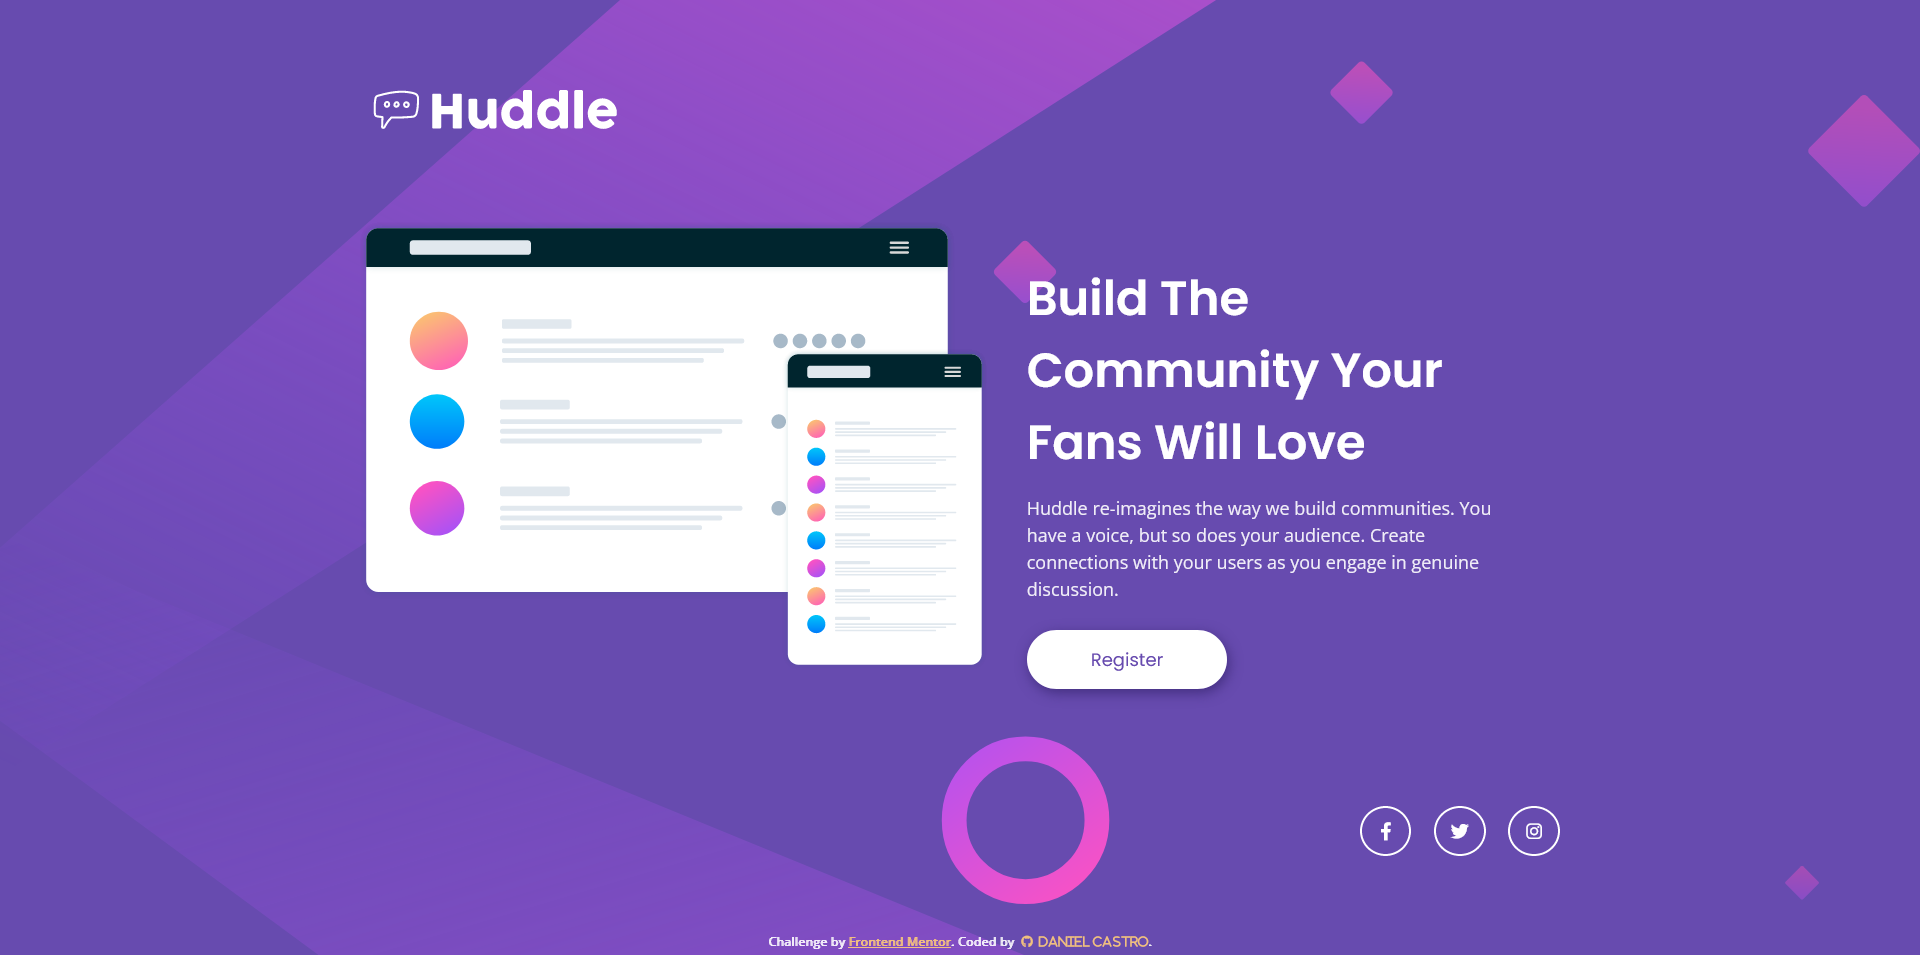 Huddle
Build The
Community Your
Fans Will Love
Huddle re-imagines the way we build communities. You
have a voice, but so does your audience. Create
connections with your users as you engage in genuine
discussion.
Register
Challenge by Frontend Mentor. Coded by DANIEL CASTRO.